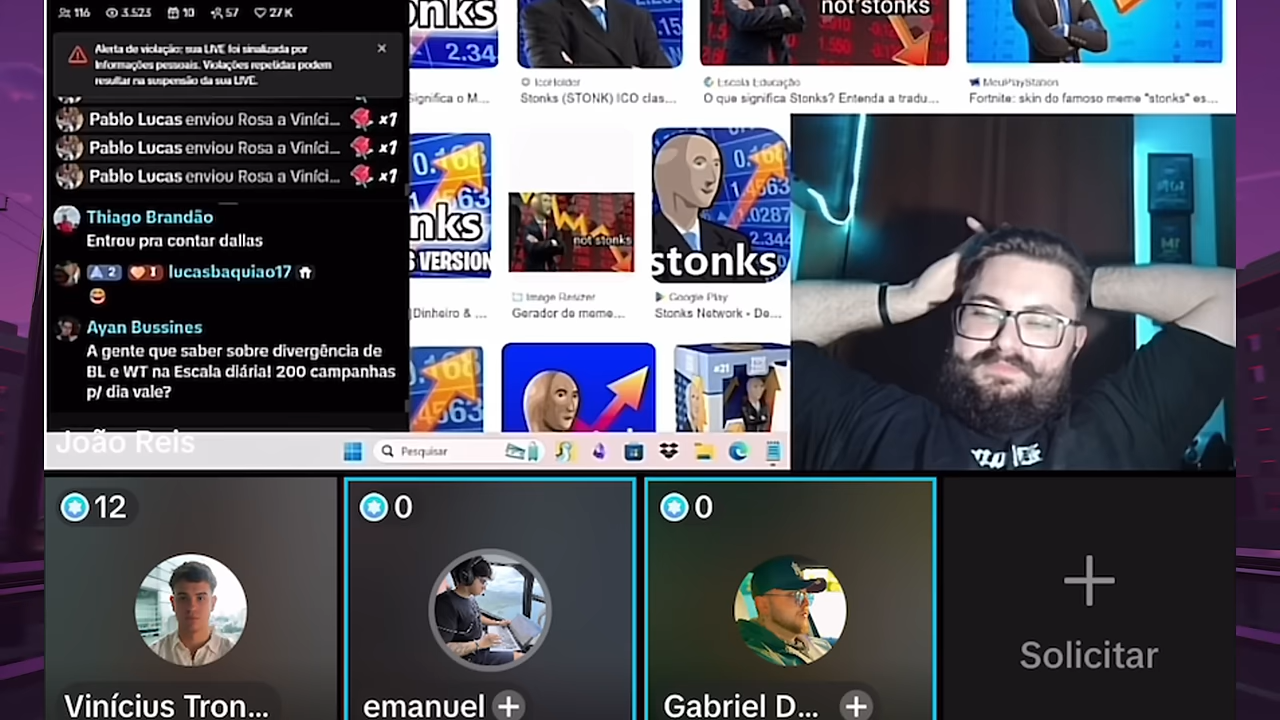 116 3.523 10 57 27K
Alerta de violação: sua LIVE foi sinalizada por
Informações pessoais. Violações repetidas podem
resultar na suspensão da sua LIVE.
Pablo Lucas enviou Rosa a Viníci... x1
Pablo Lucas enviou Rosa a Viníci... x1
Pablo Lucas enviou Rosa a Viníci... x1
Thiago Brandão
Entrou pra contar dallas
2 lucasbaquiao17
Ayan Bussines
A gente que saber sobre divergência de
BL e WT na Escala diária! 200 campanhas
p/ dia vale?
João Reis
onks
2.34
not stonks
IcoHolder
Escola Educação
MeuPlayStation
Significa o M...
Stonks (STONK) ICO clas...
O que significa Stonks? Entenda a tradu...
Fortnite: skin do famoso meme "stonks" es...
nks
S VERSION
not stonks
stonks
Image Resizer
Google Play
Dinheiro & ...
Gerador de meme...
Stonks Network - De...
#21
Pesquisar
12
0
0
Solicitar
Vinícius Tron...
emanuel
Gabriel D...